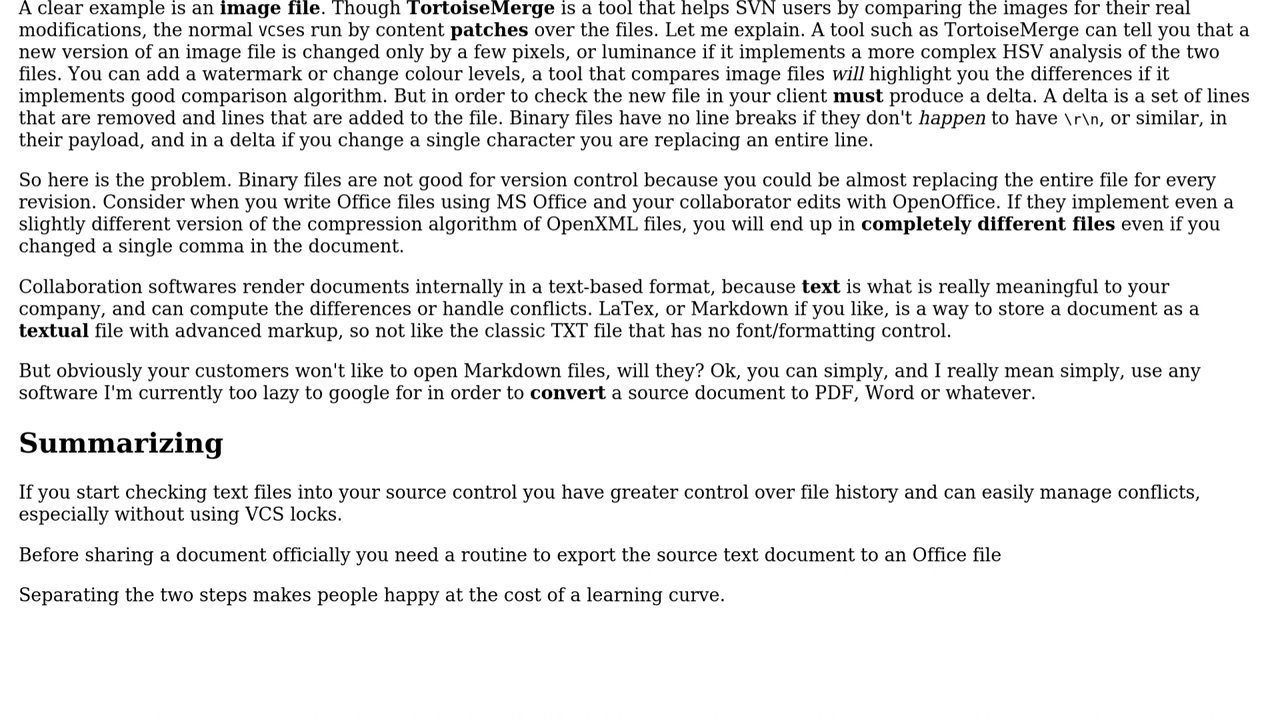 A clear example is an image file. Though TortoiseMerge is a tool that helps SVN users by comparing the images for their real
modifications, the normal VCSes run by content patches over the files. Let me explain. A tool such as TortoiseMerge can tell you that a
new version of an image file is changed only by a few pixels, or luminance if it implements a more complex HSV analysis of the two
files. You can add a watermark or change colour levels, a tool that compares image files will highlight you the differences if it
implements good comparison algorithm. But in order to check the new file in your client must produce a delta. A delta is a set of lines
that are removed and lines that are added to the file. Binary files have no line breaks if they don't happen to have \r\n, or similar, in
their payload, and in a delta if you change a single character you are replacing an entire line.
So here is the problem. Binary files are not good for version control because you could be almost replacing the entire file for every
revision. Consider when you write Office files using MS Office and your collaborator edits with OpenOffice. If they implement even a
slightly different version of the compression algorithm of OpenXML files, you will end up in completely different files even if you
changed a single comma in the document.
Collaboration softwares render documents internally in a text-based format, because text is what is really meaningful to your
company, and can compute the differences or handle conflicts. LaTex, or Markdown if you like, is a way to store a document as a
textual file with advanced markup, so not like the classic TXT file that has no font/formatting control.
But obviously your customers won't like to open Markdown files, will they? Ok, you can simply, and I really mean simply, use any
software I'm currently too lazy to google for in order to convert a source document to PDF, Word or whatever.
Summarizing
If you start checking text files into your source control you have greater control over file history and can easily manage conflicts,
especially without using VCS locks.
Before sharing a document officially you need a routine to export the source text document to an Office file
Separating the two steps makes people happy at the cost of a learning curve.